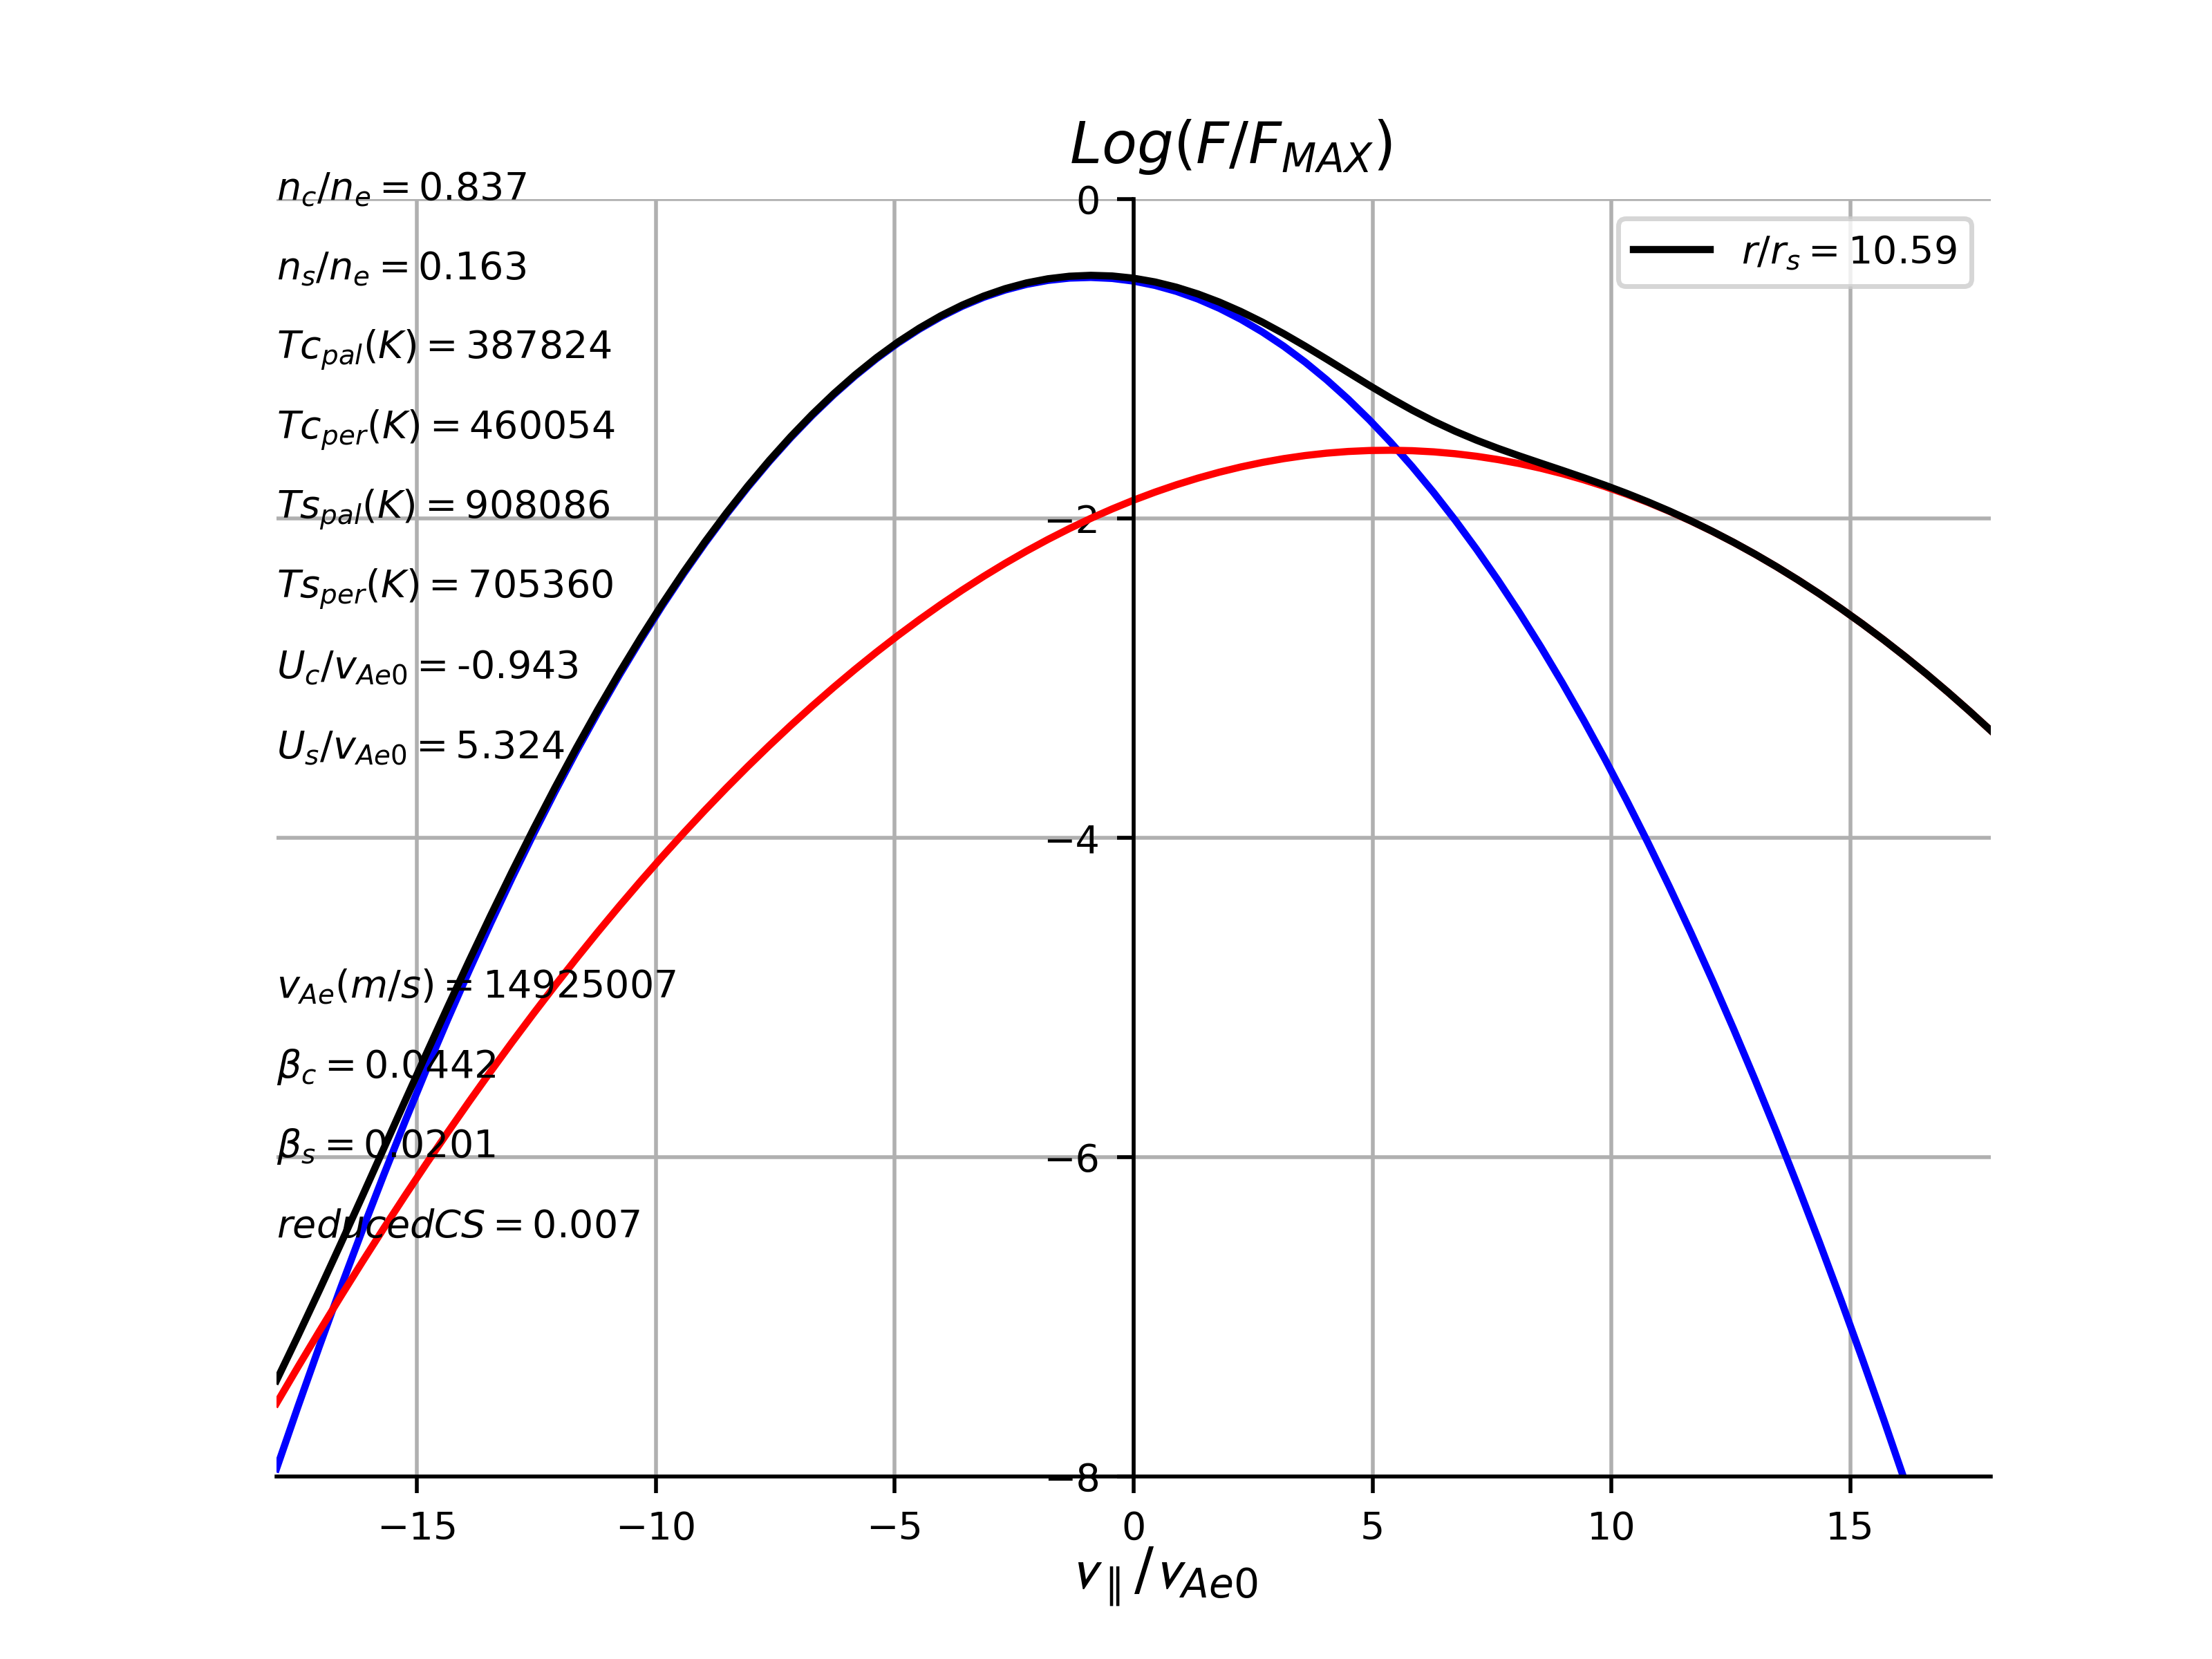 Log(F/F_MAX)
n_c/n_e = 0.837
0
r/r_s = 10.59
n_s/n_e = 0.163
Tc_pal(K) = 387824
Tc_per(K) = 460054
Ts_pal(K) = 908086
−2
Ts_per(K) = 705360
U_c/v_Ae0 = -0.943
U_s/v_Ae0 = 5.324
−4
v_Ae(m/s) = 14925007
β_c = 0.0442
β_s = 0.0201
−6
reducedCS = 0.007
−8
−15 −10 −5 0 5 10 15
v_∥/v_Ae0